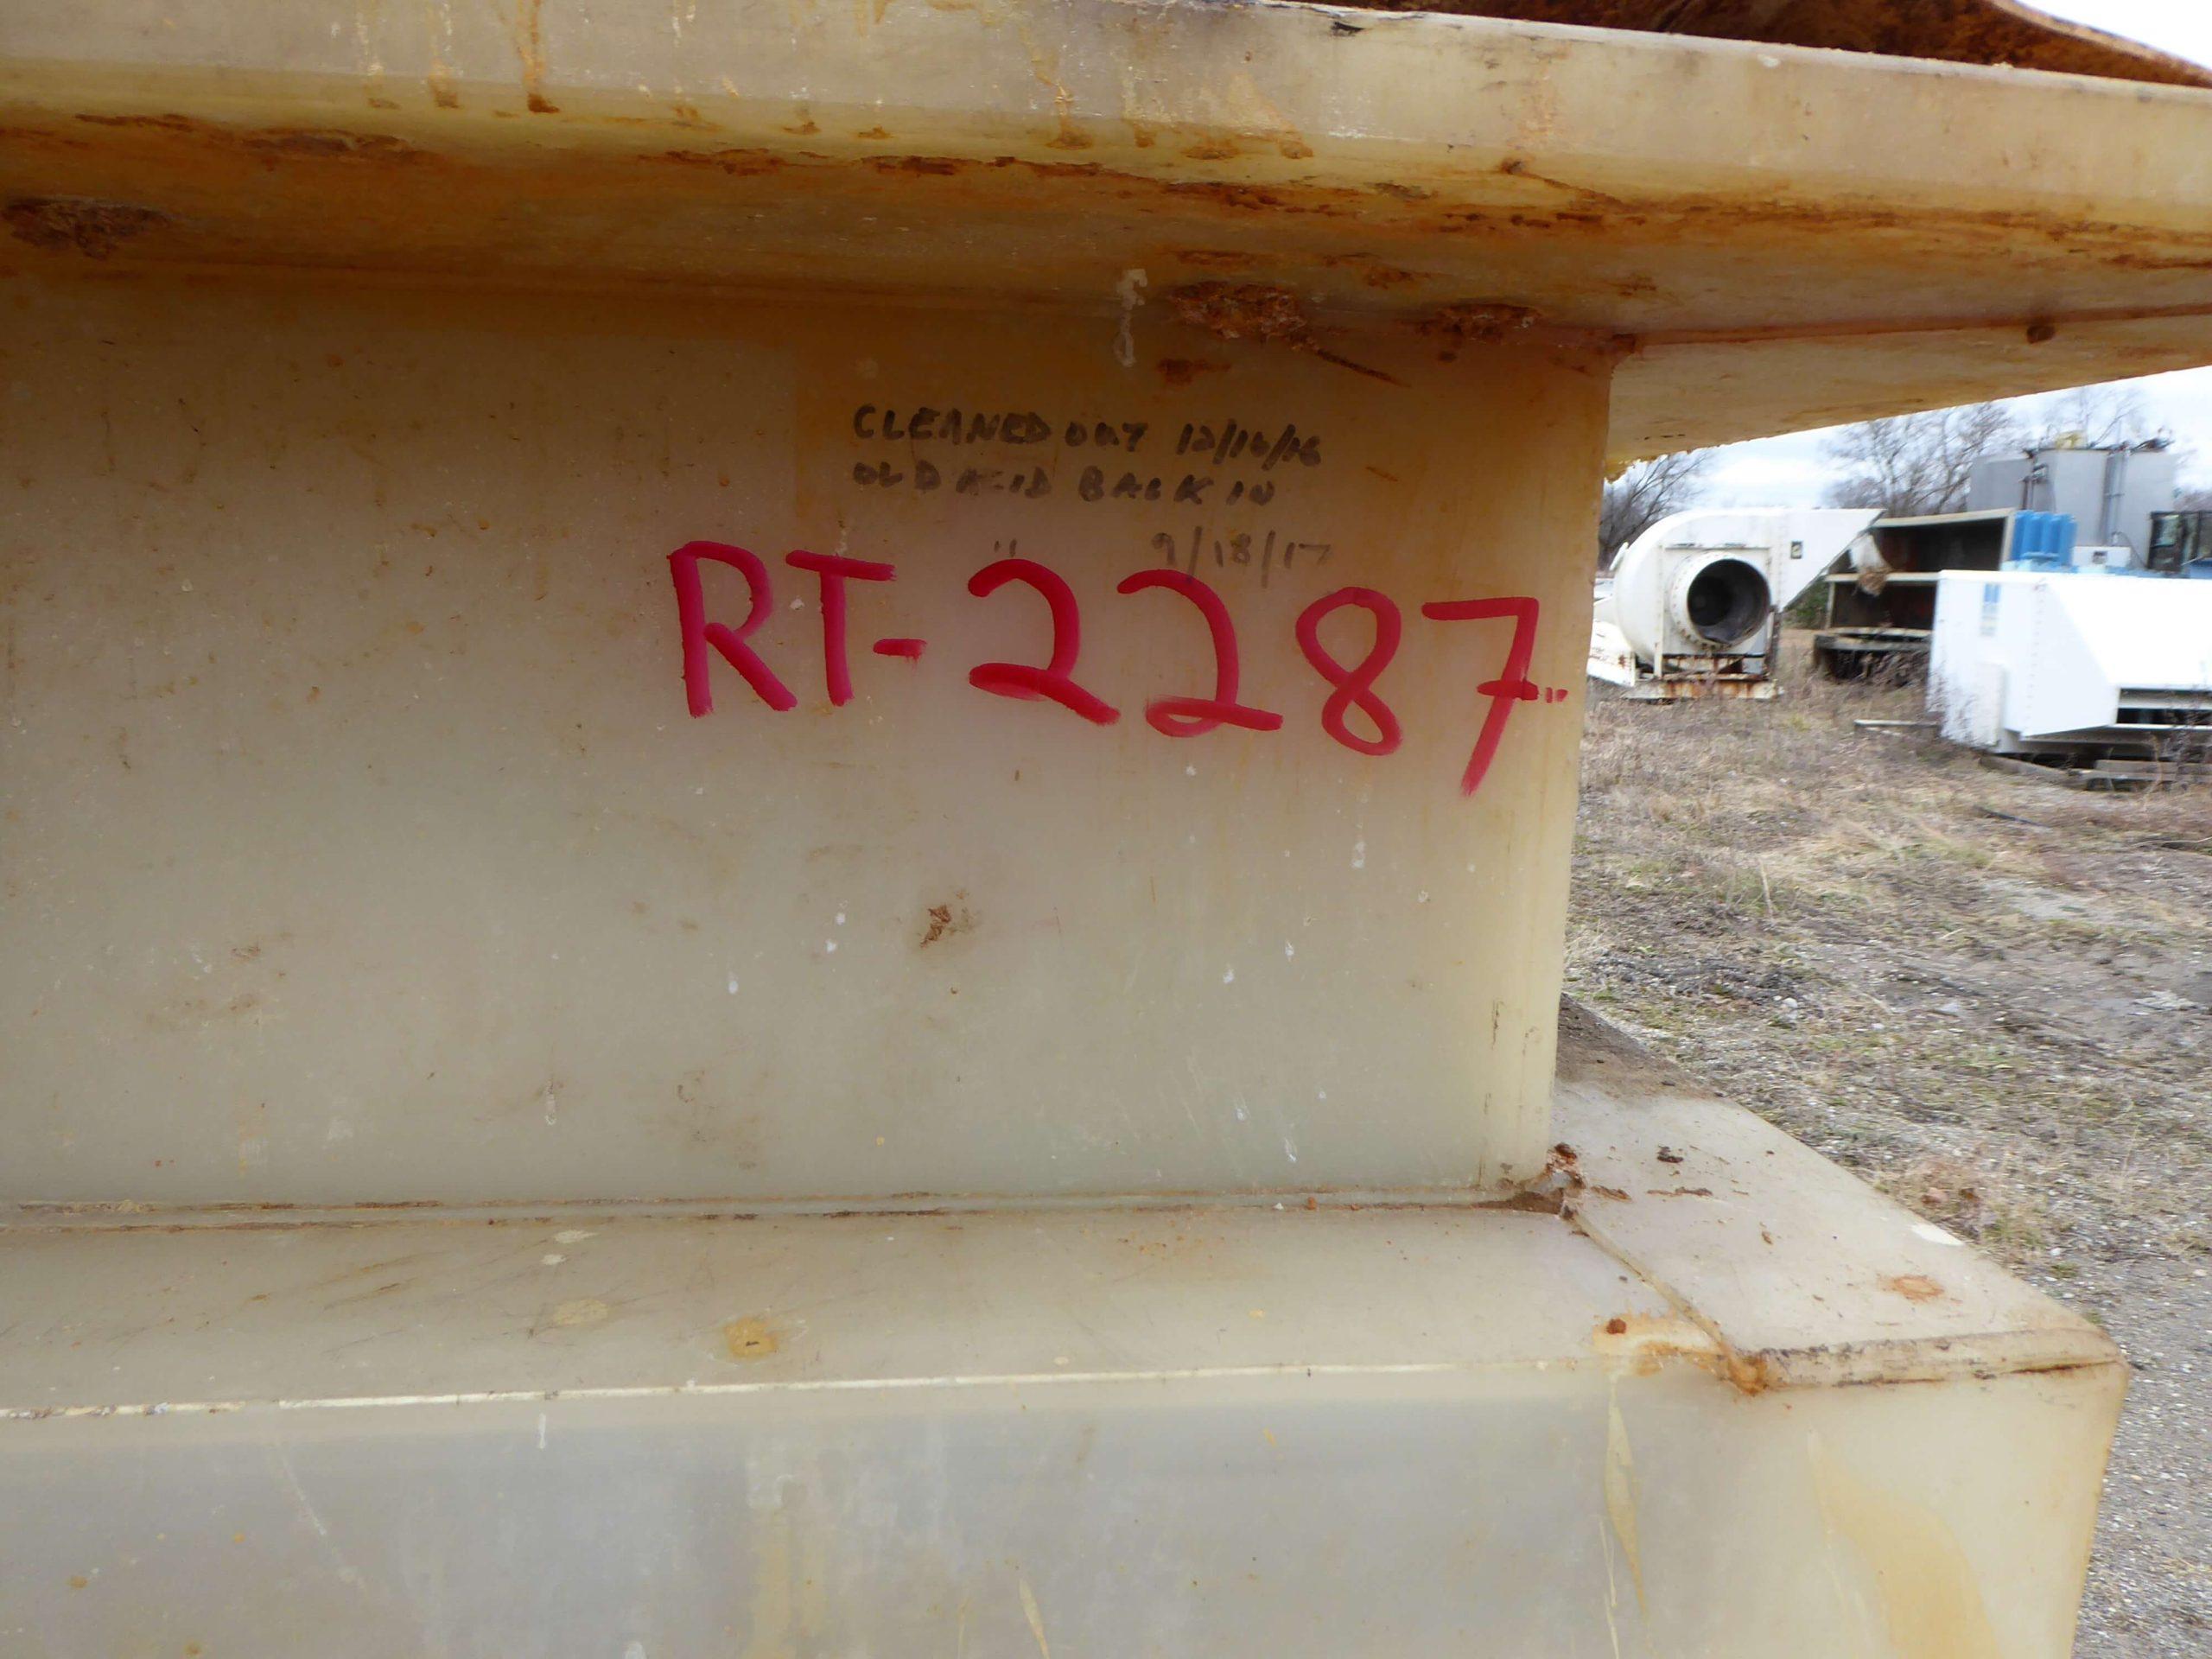 CLEANED OUT 12/16/16
OLD ACID BACK IN
" 9/18/17
RT-2287